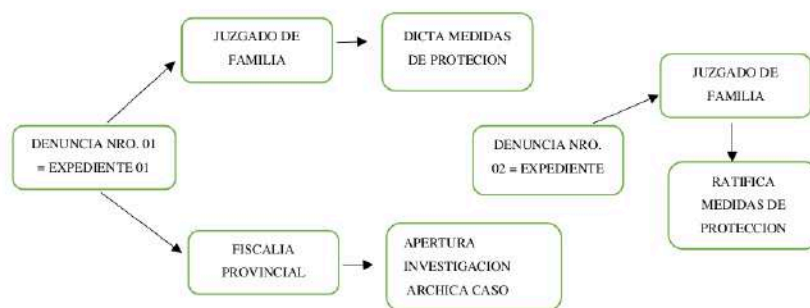 JUZGADO DE
FAMILIA
DICTA MEDIDAS
DE PROTECION
DENUNCIA NRO. 01
= EXPEDIENTE 01
FISCALIA
PROVINCIAL
APERTURA
INVESTIGACION
ARCHICA CASO
DENUNCIA NRO.
02 = EXPEDIENTE
JUZGADO DE
FAMILIA
RATIFICA
MEDIDAS DE
PROTECCION